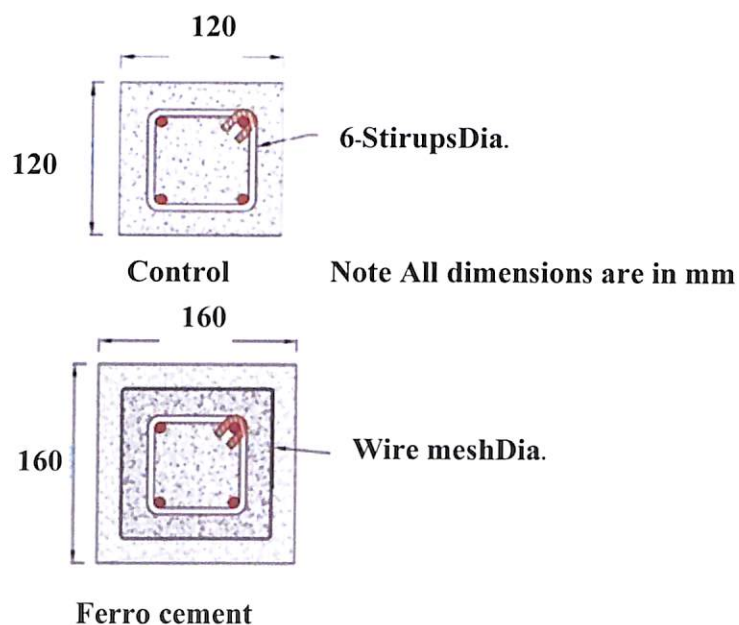 120
120
6-StirupsDia.
Control
Note All dimensions are in mm
160
160
Wire meshDia.
Ferro cement